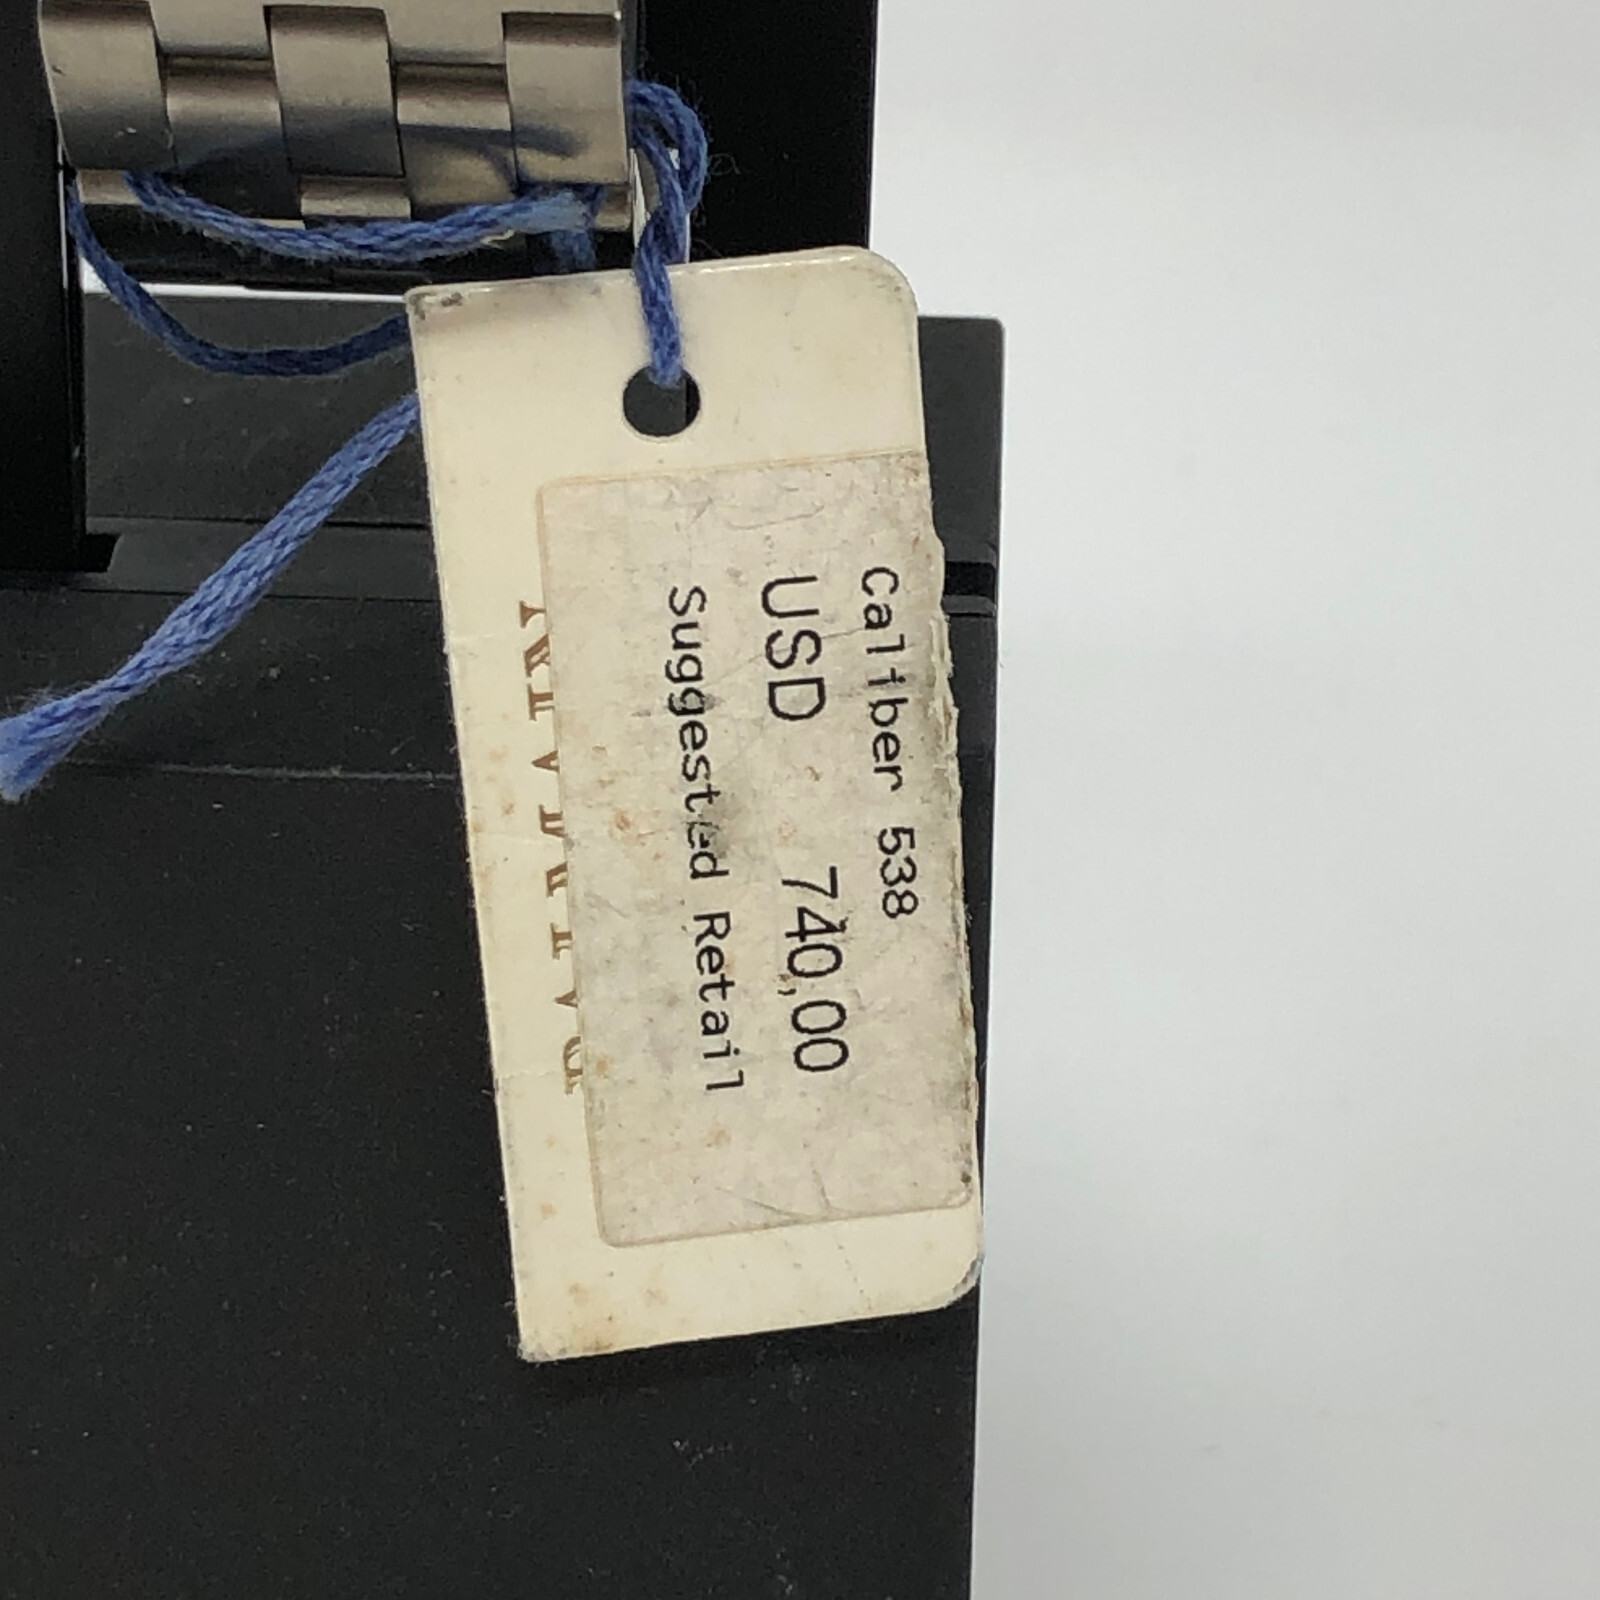 Caliber 538
USD 740,00
Suggested Retail